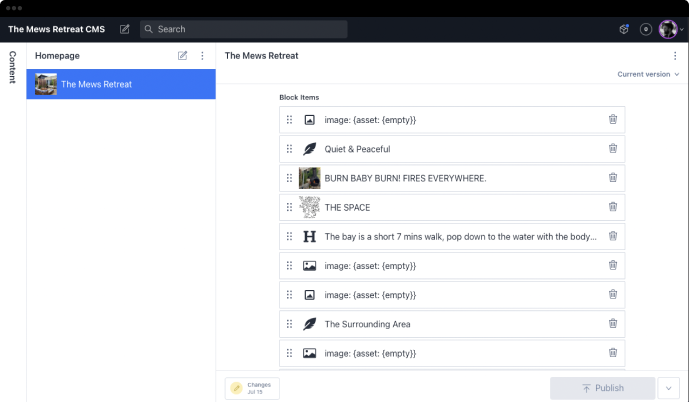 The Mews Retreat CMS
Search
0
Content
Homepage
The Mews Retreat
The Mews Retreat
Current version
Block Items
image: {asset: {empty}}
Quiet & Peaceful
BURN BABY BURN! FIRES EVERYWHERE.
THE SPACE
H The bay is a short 7 mins walk, pop down to the water with the body...
image: {asset: {empty}}
image: {asset: {empty}}
The Surrounding Area
image: {asset: {empty}}
Changes
Jul 15
Publish